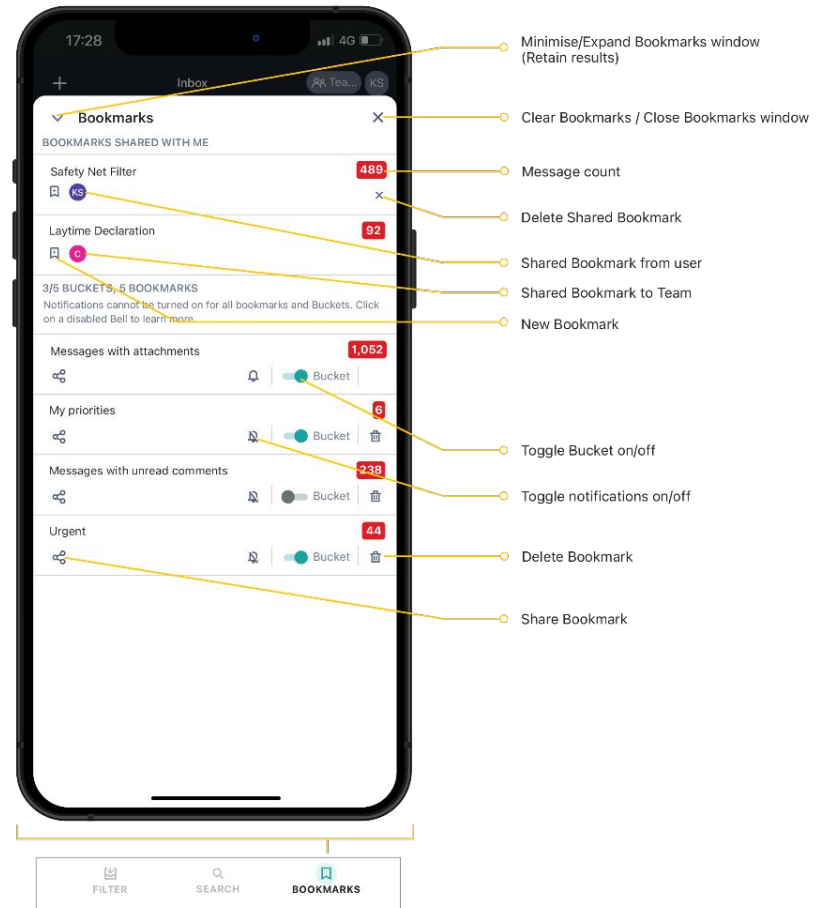 17:28
4G
Inbox
Tea...
KS
Bookmarks
BOOKMARKS SHARED WITH ME
Safety Net Filter
489
KS
Laytime Declaration
92
C
3/5 BUCKETS, 5 BOOKMARKS
Notifications cannot be turned on for all bookmarks and Buckets. Click
on a disabled Bell to learn more
Messages with attachments
1,052
Bucket
My priorities
6
Bucket
Messages with unread comments
238
Bucket
Urgent
44
Bucket
Minimise/Expand Bookmarks window
(Retain results)
Clear Bookmarks / Close Bookmarks window
Message count
Delete Shared Bookmark
Shared Bookmark from user
Shared Bookmark to Team
New Bookmark
Toggle Bucket on/off
Toggle notifications on/off
Delete Bookmark
Share Bookmark
FILTER
SEARCH
BOOKMARKS